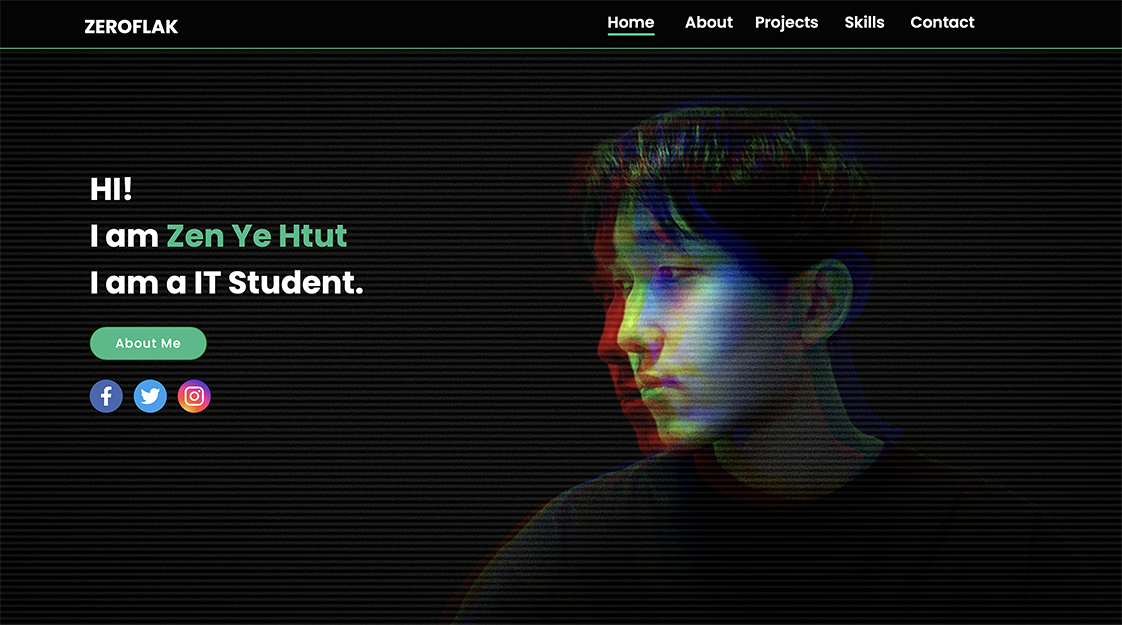 ZEROFLAK
Home About Projects Skills Contact
HI!
I am Zen Ye Htut
I am a IT Student.
About Me